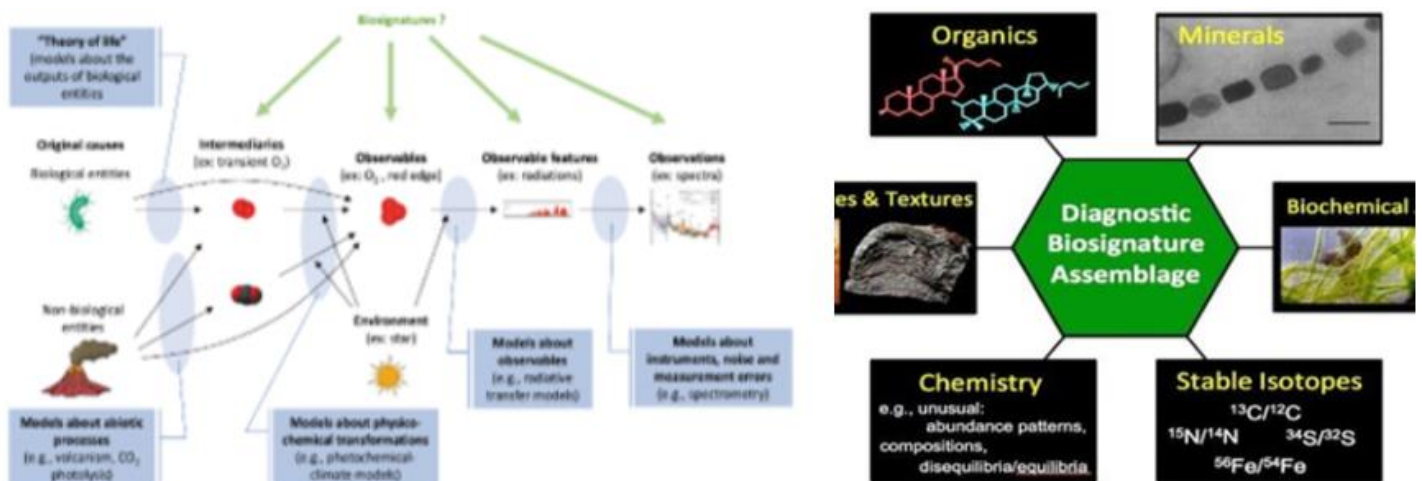 Biosignatures ?
"Theory of life"
(models about the
outputs of biological
entities
Original causes
Biological entities
Intermediaries
(ex: transient O₂)
Observables
(ex: O₂, red edge)
Observable features
(ex: radiations)
Observations
(ex: spectra)
Non-biological
entities
Environment
(ex: star)
Models about
observables
(e.g., radiative
transfer models)
Models about
instruments, noise and
measurement errors
(e.g., spectrometry)
Models about abiotic
processes
(e.g., volcanism, CO₂
photolysis)
Models about physico-
chemical transformations
(e.g., photochemical-
climate models)
Organics
Minerals
es & Textures
Diagnostic
Biosignature
Assemblage
Biochemical
Chemistry
e.g., unusual:
abundance patterns,
compositions,
disequilibria/equilibria
Stable Isotopes
¹³C/¹²C
¹⁵N/¹⁴N ³⁴S/³²S
⁵⁶Fe/⁵⁴Fe